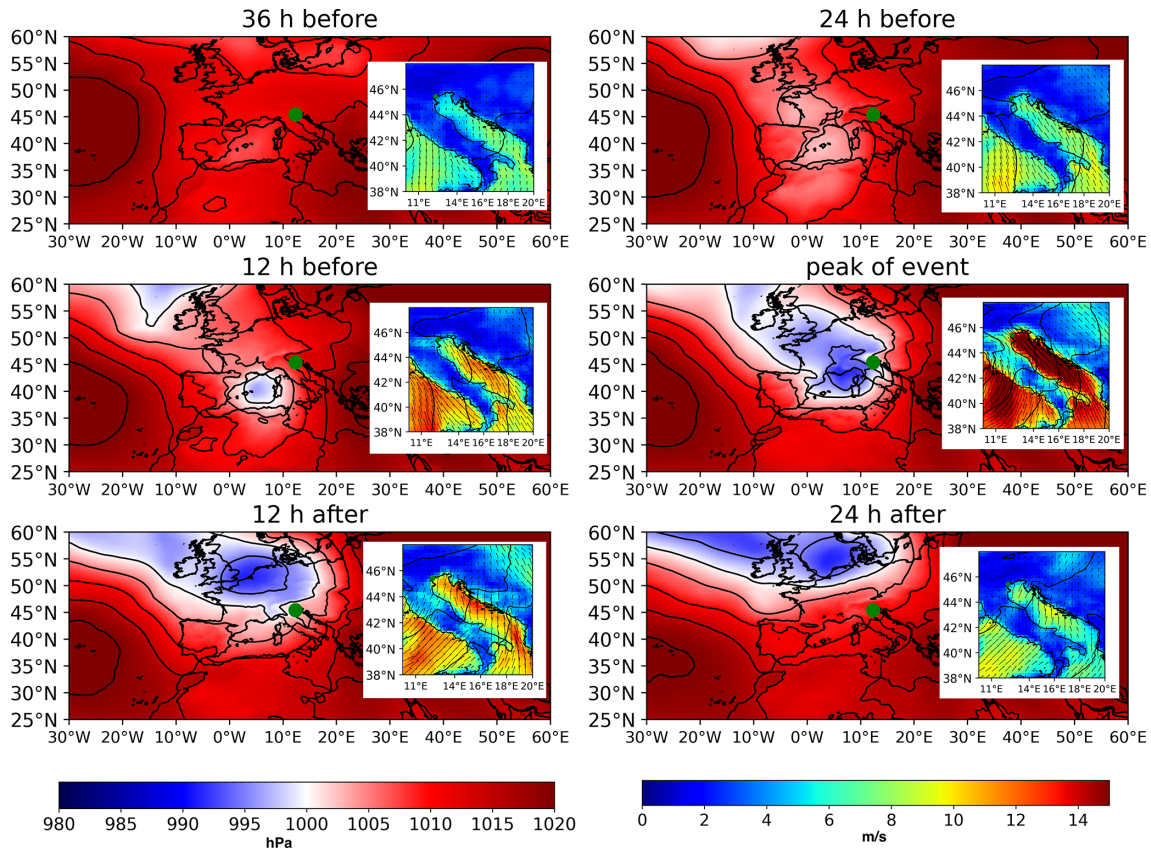 36 h before
24 h before
60°N
55°N
50°N
45°N
40°N
35°N
30°N
25°N
30°W 20°W 10°W 0°W 10°E 20°E 30°E 40°E 50°E 60°E
46°N
44°N
42°N
40°N
38°N
11°E 14°E 16°E 18°E 20°E
60°N
55°N
50°N
45°N
40°N
35°N
30°N
25°N
30°W 20°W 10°W 0°W 10°E 20°E 30°E 40°E 50°E 60°E
46°N
44°N
42°N
40°N
38°N
11°E 14°E 16°E 18°E 20°E
12 h before
peak of event
60°N
55°N
50°N
45°N
40°N
35°N
30°N
25°N
30°W 20°W 10°W 0°W 10°E 20°E 30°E 40°E 50°E 60°E
46°N
44°N
42°N
40°N
38°N
11°E 14°E 16°E 18°E 20°E
60°N
55°N
50°N
45°N
40°N
35°N
30°N
25°N
30°W 20°W 10°W 0°W 10°E 20°E 30°E 40°E 50°E 60°E
46°N
44°N
42°N
40°N
38°N
11°E 14°E 16°E 18°E 20°E
12 h after
24 h after
60°N
55°N
50°N
45°N
40°N
35°N
30°N
25°N
30°W 20°W 10°W 0°W 10°E 20°E 30°E 40°E 50°E 60°E
46°N
44°N
42°N
40°N
38°N
11°E 14°E 16°E 18°E 20°E
60°N
55°N
50°N
45°N
40°N
35°N
30°N
25°N
30°W 20°W 10°W 0°W 10°E 20°E 30°E 40°E 50°E 60°E
46°N
44°N
42°N
40°N
38°N
11°E 14°E 16°E 18°E 20°E
980 985 990 995 1000 1005 1010 1015 1020
hPa
0 2 4 6 8 10 12 14
m/s